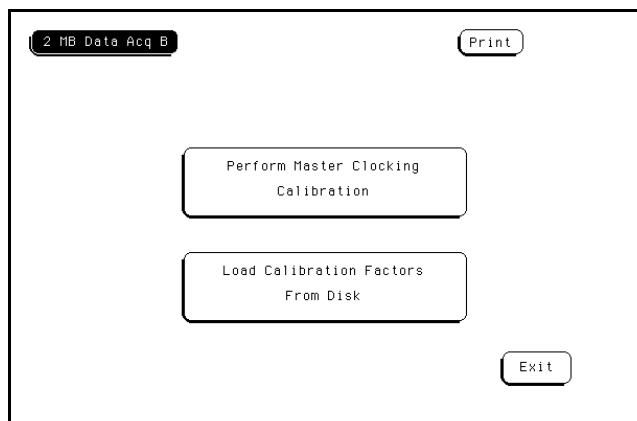 2 MB Data Acq B
Print
Perform Master Clocking
Calibration
Load Calibration Factors
From Disk
Exit